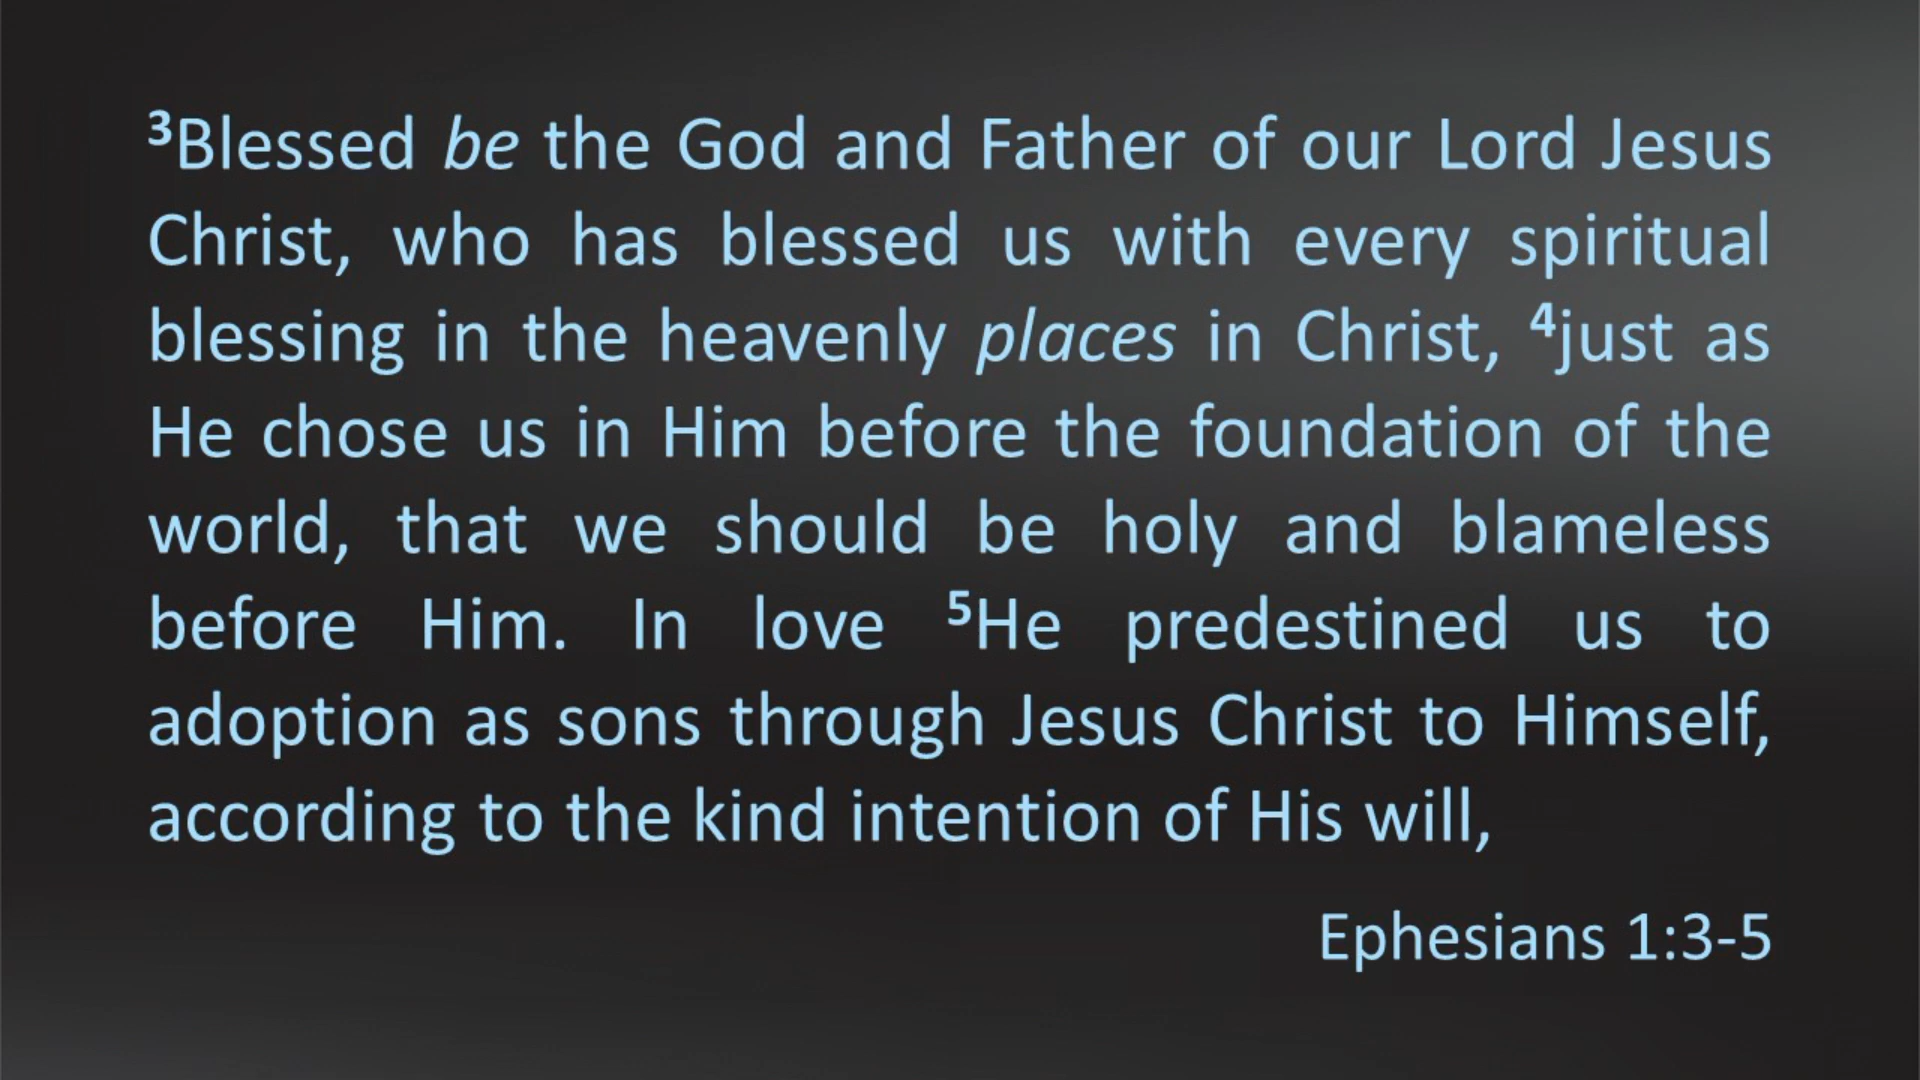 ³Blessed be the God and Father of our Lord Jesus
Christ, who has blessed us with every spiritual
blessing in the heavenly places in Christ, ⁴just as
He chose us in Him before the foundation of the
world, that we should be holy and blameless
before Him. In love ⁵He predestined us to
adoption as sons through Jesus Christ to Himself,
according to the kind intention of His will,
Ephesians 1:3-5